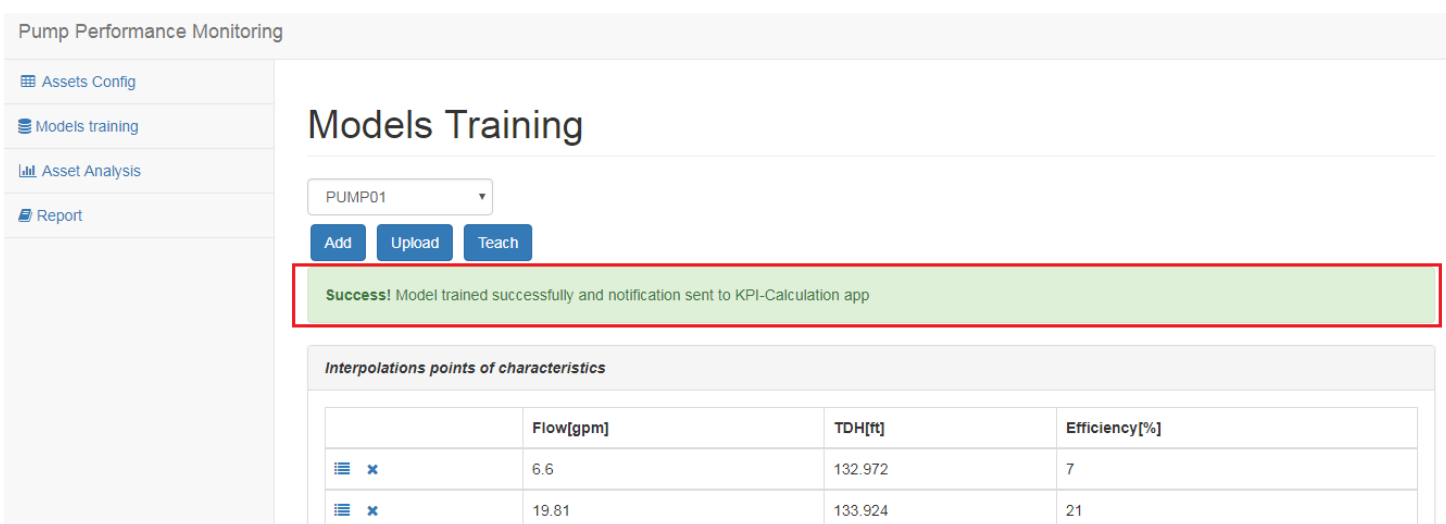 Pump Performance Monitoring
Assets Config
Models training
Asset Analysis
Report
Models Training
PUMP01
Add Upload Teach
Success! Model trained successfully and notification sent to KPI-Calculation app
Interpolations points of characteristics
Flow[gpm] TDH[ft] Efficiency[%]
6.6 132.972 7
19.81 133.924 21